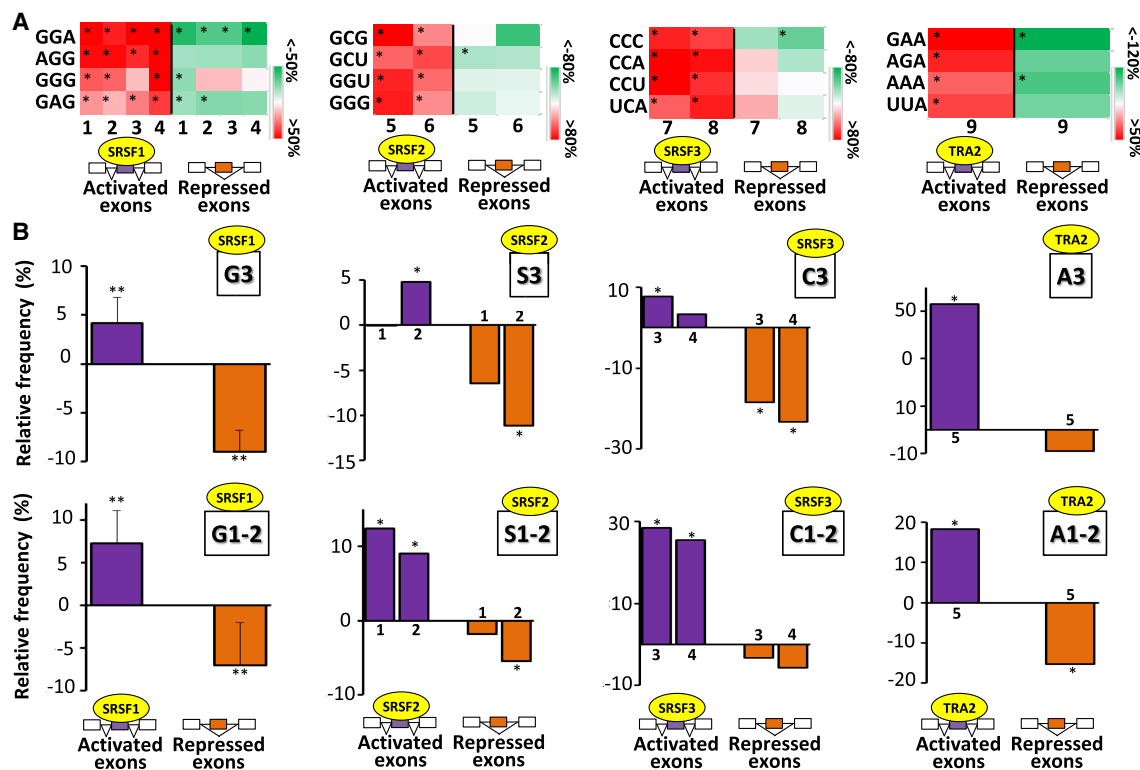 A
GGA
AGG
GGG
GAG
* * * * * * * *
* * * *
* * * *
* * * * * *
1 2 3 4 1 2 3 4
<-50%
>50%
SRSF1
Activated exons
Repressed exons
GCG
GCU
GGU
GGG
* *
* *
* *
* *
5 6 5 6
<-80%
>80%
SRSF2
Activated exons
Repressed exons
CCC
CCA
CCU
UCA
7 8 7 8
<-80%
>80%
SRSF3
Activated exons
Repressed exons
GAA
AGA
AAA
UUA
9 9
<-120%
>50%
TRA2
Activated exons
Repressed exons
B
Relative frequency (%)
10
5
0
-5
-10
**
**
SRSF1
G3
5
0
-5
-10
-15
1 2
1 2
*
*
SRSF2
S3
10
-10
-30
3 4
3 4
*
* *
SRSF3
C3
50
0
10
-10
5
5
*
TRA2
A3
Relative frequency (%)
10
5
0
-5
-10
**
**
SRSF1
G1-2
10
0
-10
1 2
1 2
* *
*
SRSF2
S1-2
30
10
-10
3 4
3 4
* *
SRSF3
C1-2
20
10
0
-10
-20
5
5
*
*
TRA2
A1-2
SRSF1
Activated exons
Repressed exons
SRSF2
Activated exons
Repressed exons
SRSF3
Activated exons
Repressed exons
TRA2
Activated exons
Repressed exons